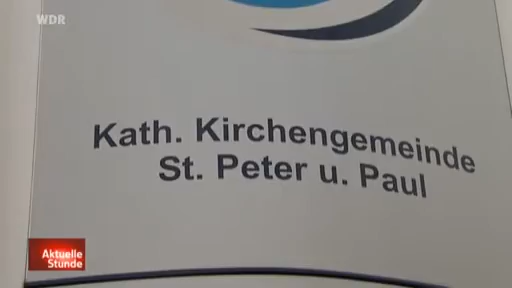 WDR
Kath. Kirchengemeinde
St. Peter u. Paul
Aktuelle
Stunde